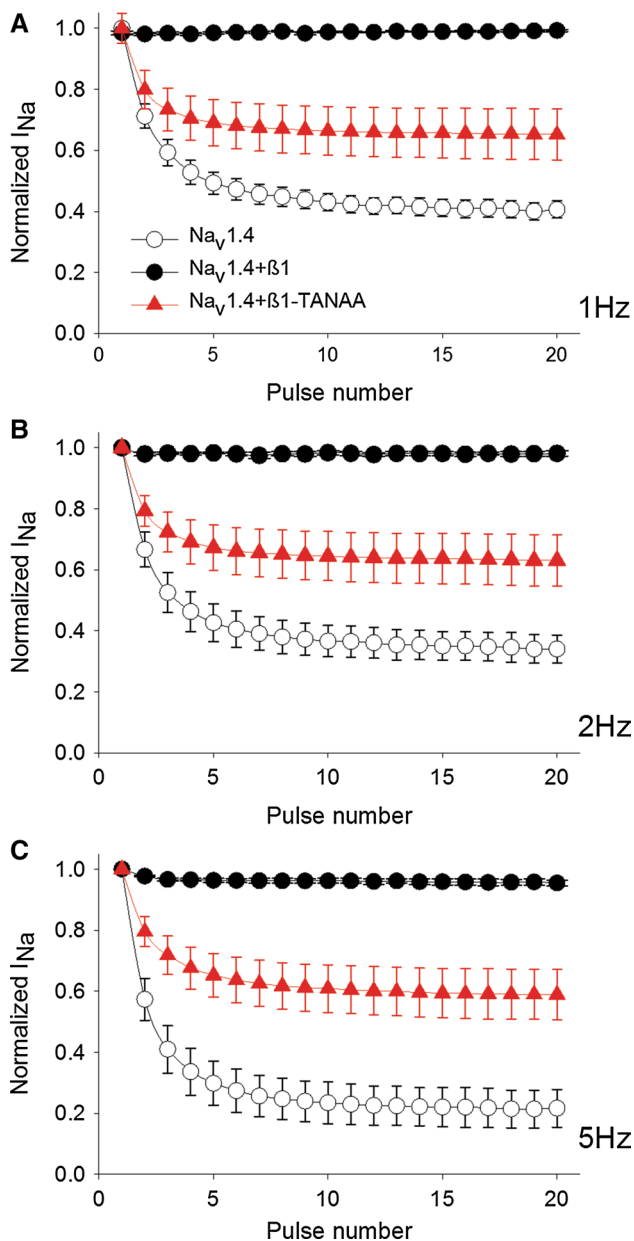 A
1.0
0.8
0.6
0.4
0.2
0.0
Normalized INa
Nav1.4
Nav1.4+ß1
Nav1.4+ß1-TANAA
1Hz
0 5 10 15 20
Pulse number
B
1.0
0.8
0.6
0.4
0.2
0.0
Normalized INa
2Hz
0 5 10 15 20
Pulse number
C
1.0
0.8
0.6
0.4
0.2
0.0
Normalized INa
5Hz
0 5 10 15 20
Pulse number